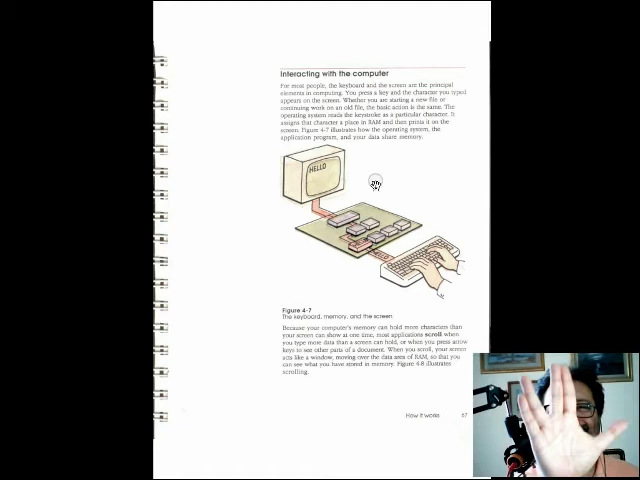 Interacting with the computer
For most people, the keyboard and the screen are the principal
elements in computing. You press a key and the character you typed
appears on the screen. Whether you are starting a new file or
continuing work on an old file, the basic action is the same. The
operating system reads the keystroke as a particular character. It
assigns that character a place in RAM and then prints it on the
screen. Figure 4-7 illustrates how the operating system, the
application program, and your data share memory.
HELLO
Figure 4-7
The keyboard, memory, and the screen
Because your computer's memory can hold more characters than
your screen can show at one time, most applications scroll when
you type more data than a screen can hold, or when you press arrow
keys to see other parts of a document. When you scroll, your screen
acts like a window, moving over the data area of RAM, so that you
can see what you have stored in memory. Figure 4-8 illustrates
scrolling.
How it works 67